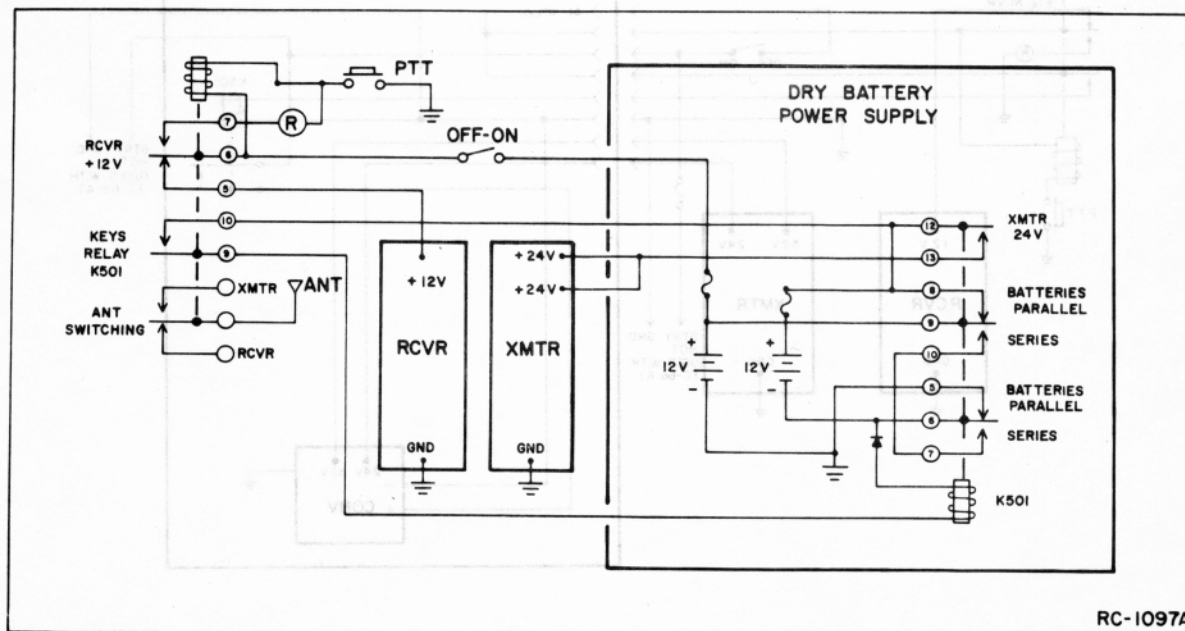 PTT
DRY BATTERY
POWER SUPPLY
7
R
OFF-ON
RCVR
+12V
6
5
10
12
XMTR
24V
KEYS
RELAY
K501
9
+24V
13
+12V
XMTR
ANT
+24V
8
BATTERIES
PARALLEL
ANT
SWITCHING
9
RCVR
XMTR
+
12V
-
+
12V
-
10
SERIES
RCVR
5
BATTERIES
PARALLEL
6
SERIES
7
GND
GND
K501
RC-1097A